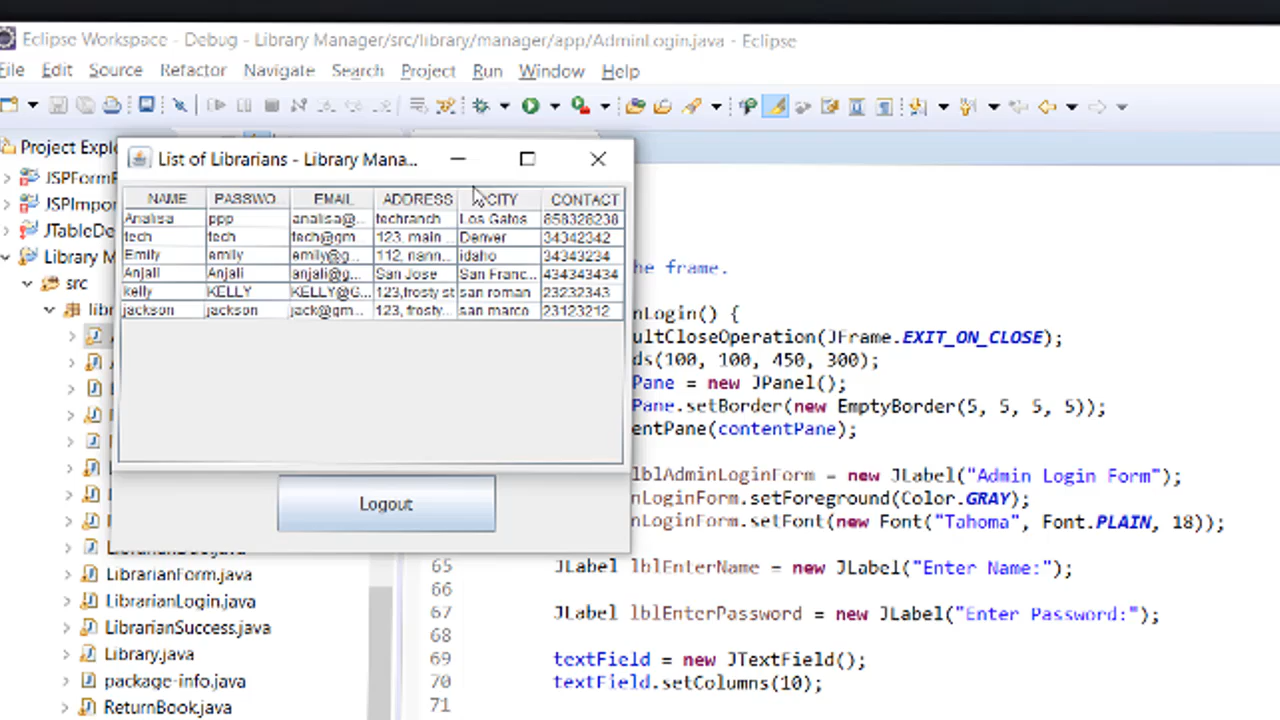 Eclipse Workspace - Debug - Library Manager/src/library/manager/app/AdminLogin.java - Eclipse
File Edit Source Refactor Navigate Search Project Run Window Help
Project Explo
JSPForm
JSPImpor
JTableDe
Library M
src
libr
LibrarianForm.java
LibrarianLogin.java
LibrarianSuccess.java
Library.java
package-info.java
ReturnBook.java
List of Librarians - Library Mana...
NAME PASSWO... EMAIL ADDRESS CITY CONTACT
Analisa ppp analisa@... techranch Los Gatos 858328238
tech tech tech@gm 123, main ... Denver 34342342
Emily emily emily@g... 112, nann... idaho 34343234
Anjali Anjali anjali@g... San Jose San Franc... 434343434
kelly KELLY KELLY@G... 123,frosty st san roman 23232343
jackson jackson jack@gm... 123, frosty... san marco 23123212
Logout
he frame.
nLogin() {
ultCloseOperation(JFrame.EXIT_ON_CLOSE);
ds(100, 100, 450, 300);
Pane = new JPanel();
Pane.setBorder(new EmptyBorder(5, 5, 5, 5));
entPane(contentPane);
lblAdminLoginForm = new JLabel("Admin Login Form");
nLoginForm.setForeground(Color.GRAY);
nLoginForm.setFont(new Font("Tahoma", Font.PLAIN, 18));
65 JLabel lblEnterName = new JLabel("Enter Name:");
66
67 JLabel lblEnterPassword = new JLabel("Enter Password:");
68
69 textField = new JTextField();
70 textField.setColumns(10);
71